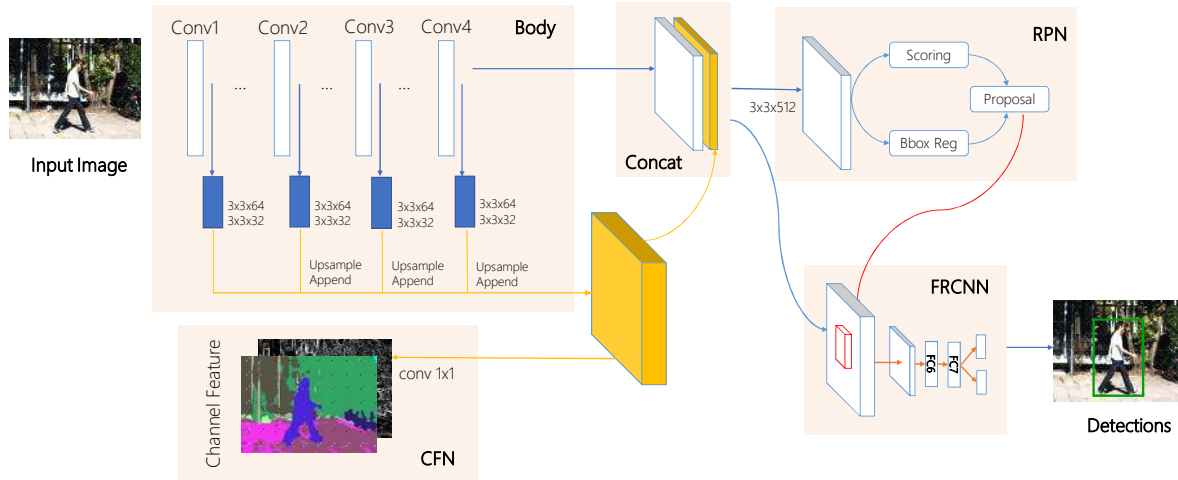 Input Image
Conv1
Conv2
Conv3
Conv4
Body
...
...
...
3x3x64
3x3x32
3x3x64
3x3x32
3x3x64
3x3x32
3x3x64
3x3x32
Upsample
Append
Upsample
Append
Upsample
Append
Concat
RPN
3x3x512
Scoring
Proposal
Bbox Reg
FRCNN
FC6
FC7
Detections
Channel Feature
conv 1x1
CFN